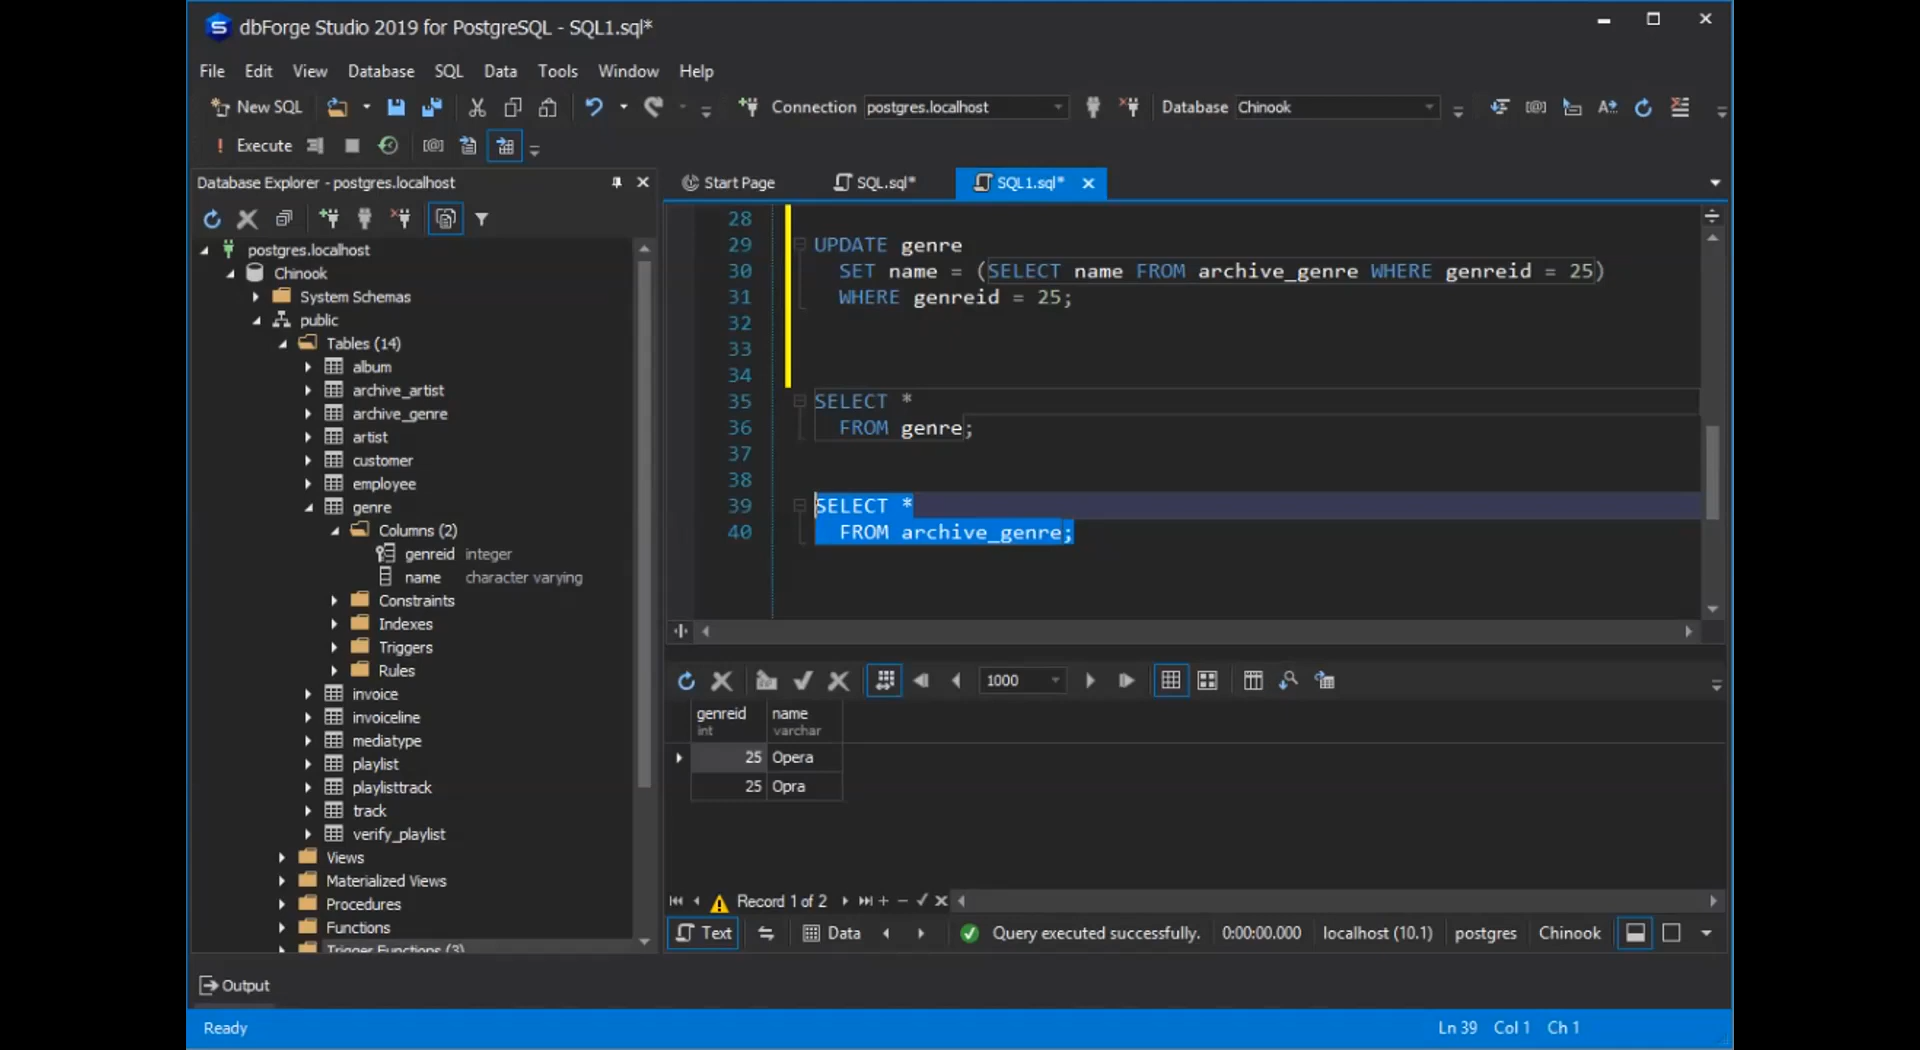 dbForge Studio 2019 for PostgreSQL - SQL1.sql*
File Edit View Database SQL Data Tools Window Help
New SQL Connection postgres.localhost Database Chinook
Execute
Database Explorer - postgres.localhost
Start Page SQL.sql* SQL1.sql*
postgres.localhost
Chinook
System Schemas
public
Tables (14)
album
archive_artist
archive_genre
artist
customer
employee
genre
Columns (2)
genreid integer
name character varying
Constraints
Indexes
Triggers
Rules
invoice
invoiceline
mediatype
playlist
playlisttrack
track
verify_playlist
Views
Materialized Views
Procedures
Functions
Trigger Functions (3)
28
29 UPDATE genre
30 SET name = (SELECT name FROM archive_genre WHERE genreid = 25)
31 WHERE genreid = 25;
32
33
34
35 SELECT *
36 FROM genre;
37
38
39 SELECT *
40 FROM archive_genre;
1000
genreid name
int varchar
25 Opera
25 Opra
Record 1 of 2
Text Data Query executed successfully. 0:00:00.000 localhost (10.1) postgres Chinook
Output
Ready Ln 39 Col 1 Ch 1